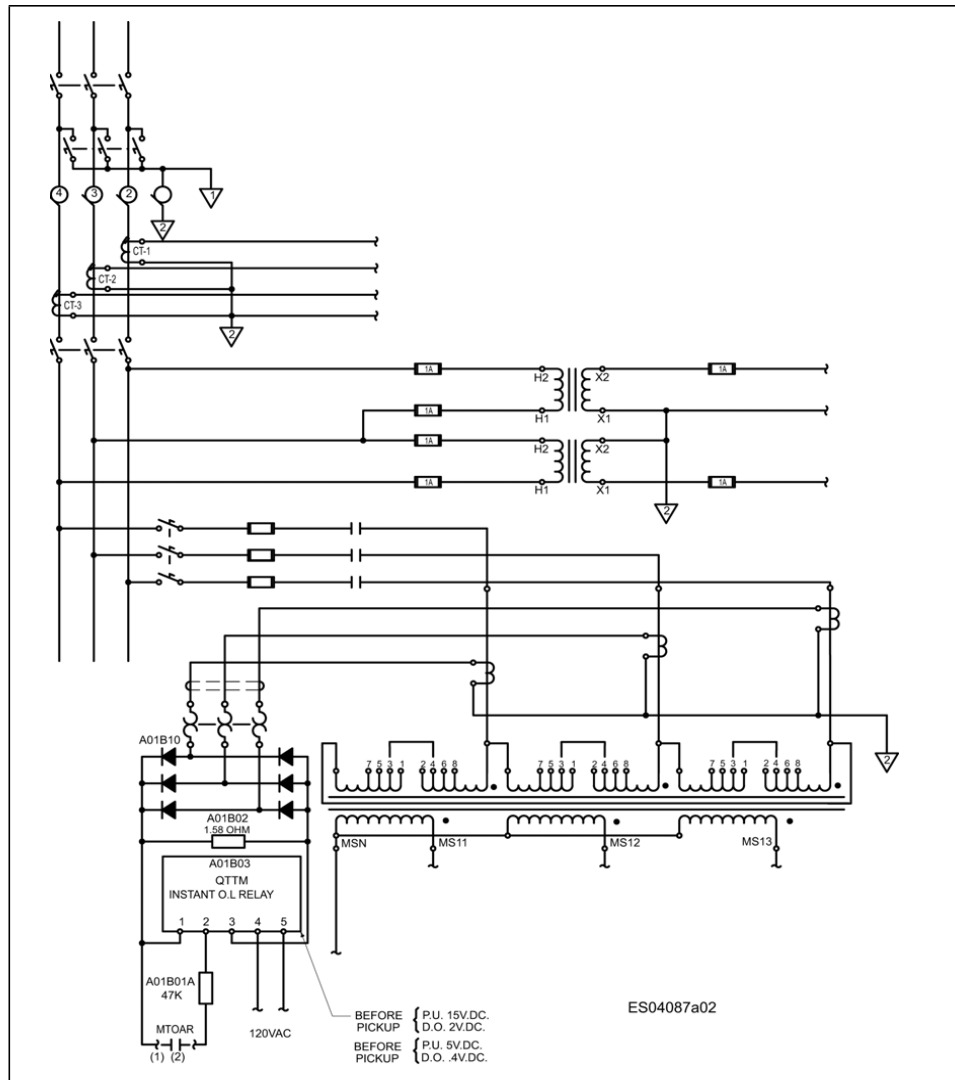 1
4
3
2
2
CT-1
CT-2
CT-3
2
1A
H2
X2
1A
1A
H1
X1
1A
H2
X2
1A
H1
X1
1A
2
A01B10
7 5 3 1
2 4 6 8
7 5 3 1
2 4 6 8
7 5 3 1
2 4 6 8
2
A01B02
1.58 OHM
MSN
MS11
MS12
MS13
A01B03
QTTM
INSTANT O.L RELAY
1 2 3 4 5
A01B01A
47K
MTOAR
(1) (2)
120VAC
BEFORE PICKUP { P.U. 15V.DC.
D.O. 2V.DC.
BEFORE PICKUP { P.U. 5V.DC.
D.O. .4V.DC.
ES04087a02